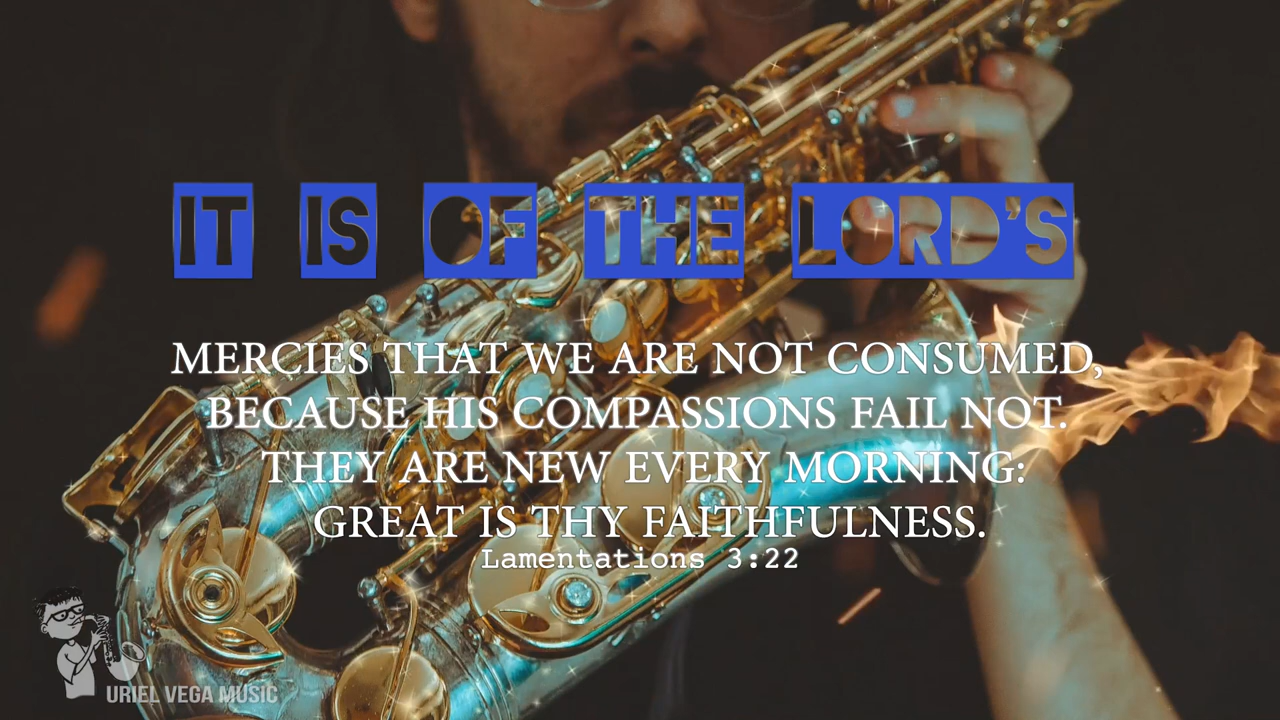 IT IS OF THE LORD'S
MERCIES THAT WE ARE NOT CONSUMED,
BECAUSE HIS COMPASSIONS FAIL NOT.
THEY ARE NEW EVERY MORNING:
GREAT IS THY FAITHFULNESS.
Lamentations 3:22
URIEL VEGA MUSIC